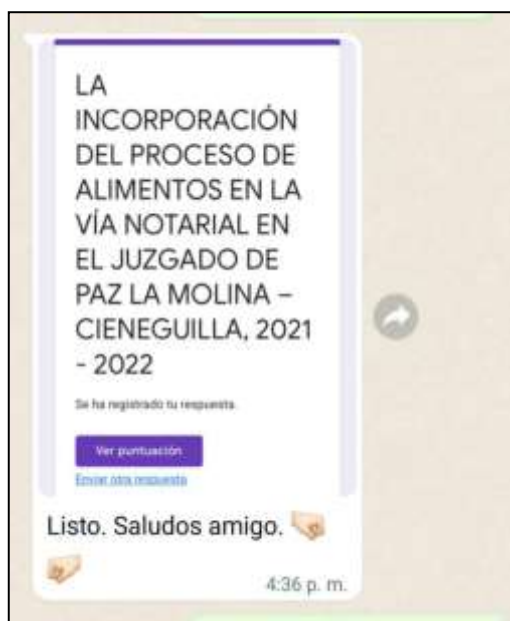 LA
INCORPORACIÓN
DEL PROCESO DE
ALIMENTOS EN LA
VÍA NOTARIAL EN
EL JUZGADO DE
PAZ LA MOLINA –
CIENEGUILLA, 2021
- 2022
Se ha registrado tu respuesta.
Ver puntuación
Enviar otra respuesta
Listo. Saludos amigo. 🤜🏻
🤛🏻
4:36 p. m.